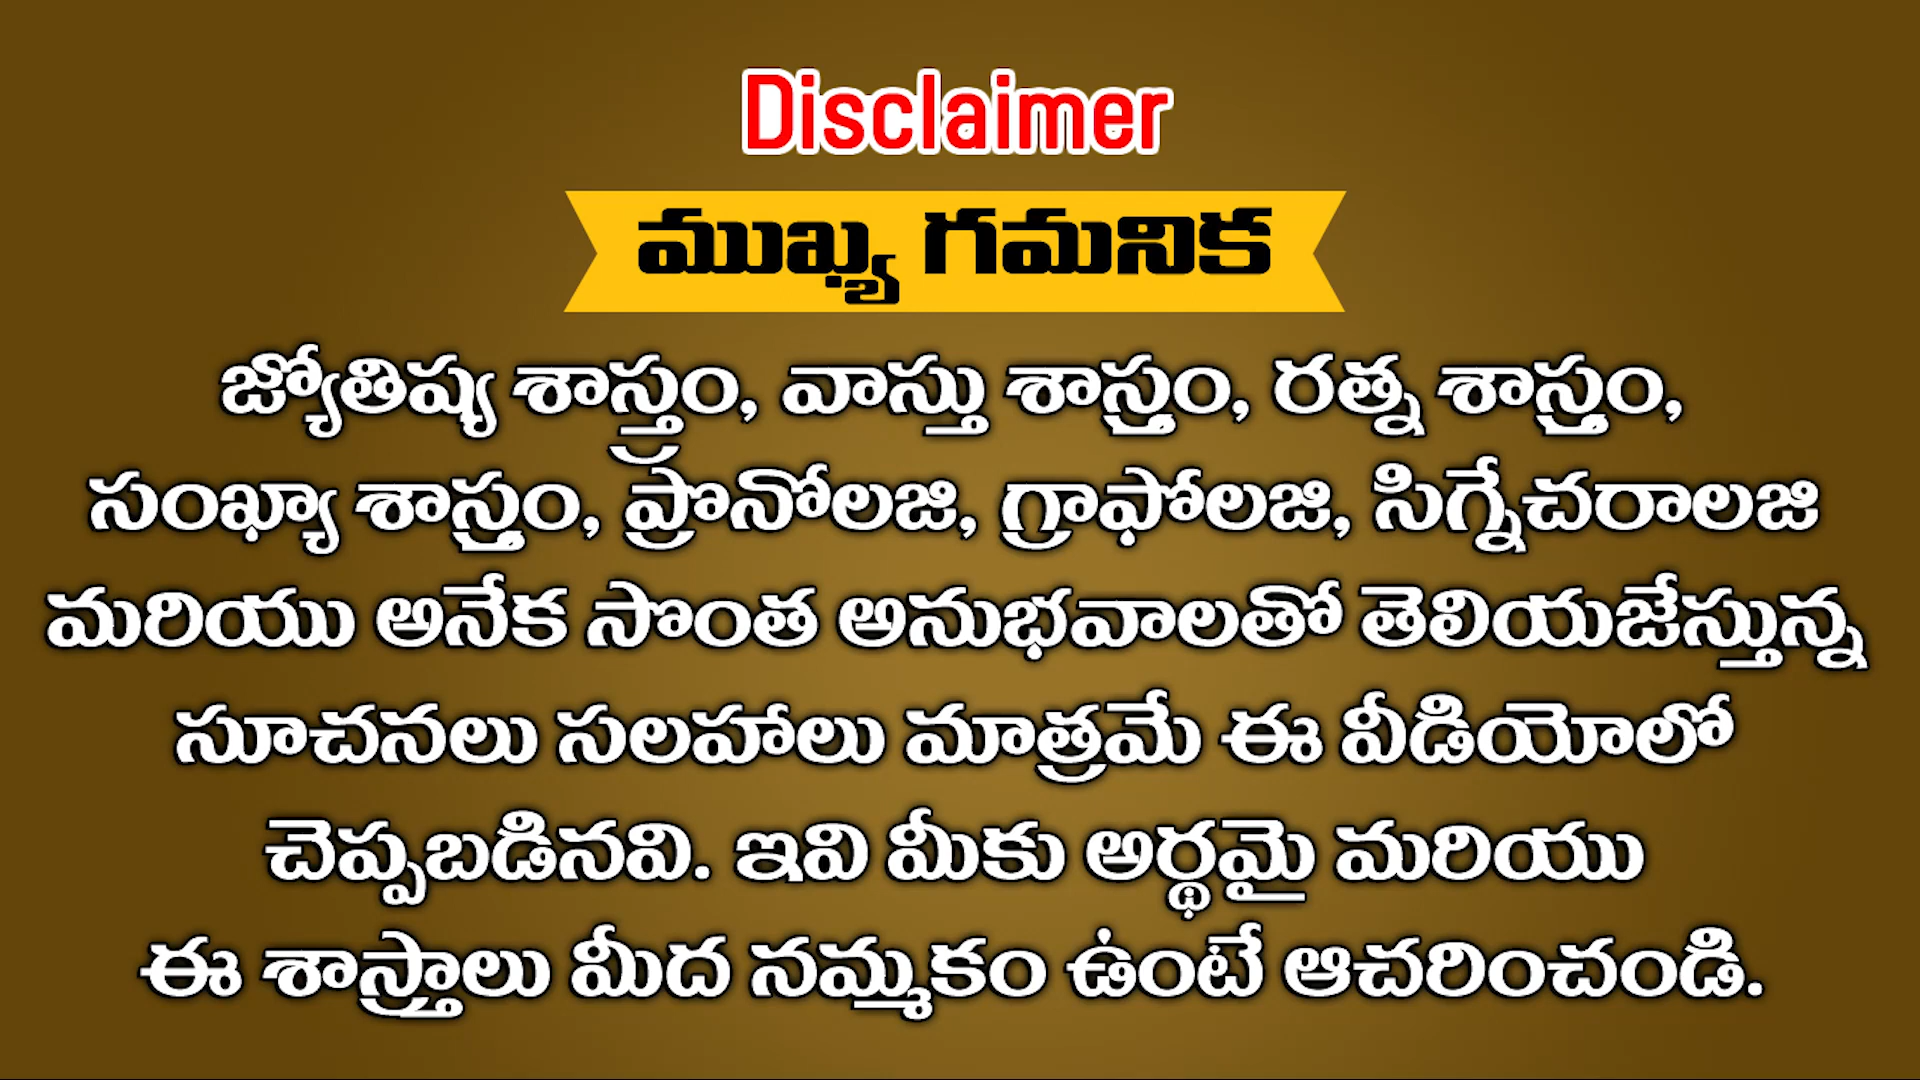 Disclaimer
ముఖ్య గమనిక
జ్యోతిష్య శాస్త్రం, వాస్తు శాస్త్రం, రత్న శాస్త్రం,
సంఖ్యా శాస్త్రం, ప్రొనోలజి, గ్రాఫోలజి, సిగ్నేచరాలజి
మరియు అనేక సొంత అనుభవాలతో తెలియజేస్తున్న
సూచనలు సలహాలు మాత్రమే ఈ వీడియోలో
చెప్పబడినవి. ఇవి మీకు అర్థమై మరియు
ఈ శాస్త్రాలు మీద నమ్మకం ఉంటే ఆచరించండి.